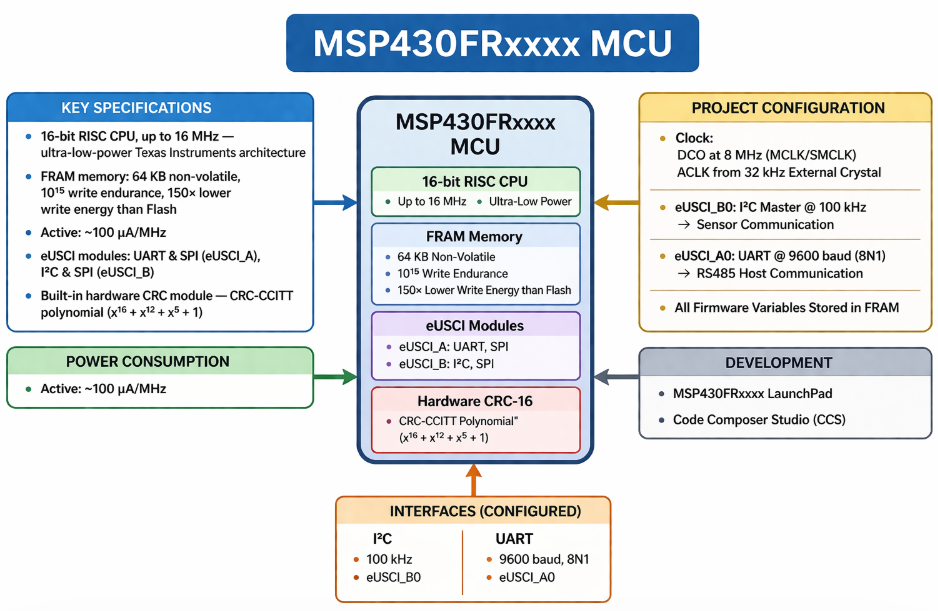 MSP430FRxxxx MCU
KEY SPECIFICATIONS
• 16-bit RISC CPU, up to 16 MHz —
ultra-low-power Texas Instruments architecture
• FRAM memory: 64 KB non-volatile,
10¹⁵ write endurance, 150× lower
write energy than Flash
• Active: ~100 µA/MHz
• eUSCI modules: UART & SPI (eUSCI_A),
I²C & SPI (eUSCI_B)
• Built-in hardware CRC module — CRC-CCITT
polynomial (x¹⁶ + x¹² + x⁵ + 1)
POWER CONSUMPTION
• Active: ~100 µA/MHz
MSP430FRxxxx
MCU
16-bit RISC CPU
• Up to 16 MHz • Ultra-Low Power
FRAM Memory
• 64 KB Non-Volatile
• 10¹⁵ Write Endurance
• 150× Lower Write Energy than Flash
eUSCI Modules
• eUSCI_A: UART, SPI
• eUSCI_B: I²C, SPI
Hardware CRC-16
• CRC-CCITT Polynomial"
(x¹⁶ + x¹² + x⁵ + 1)
PROJECT CONFIGURATION
• Clock:
DCO at 8 MHz (MCLK/SMCLK)
ACLK from 32 kHz External Crystal
• eUSCI_B0: I²C Master @ 100 kHz
→ Sensor Communication
• eUSCI_A0: UART @ 9600 baud (8N1)
→ RS485 Host Communication
• All Firmware Variables Stored in FRAM
DEVELOPMENT
• MSP430FRxxxx LaunchPad
• Code Composer Studio (CCS)
INTERFACES (CONFIGURED)
I²C
• 100 kHz
• eUSCI_B0
UART
• 9600 baud, 8N1
• eUSCI_A0